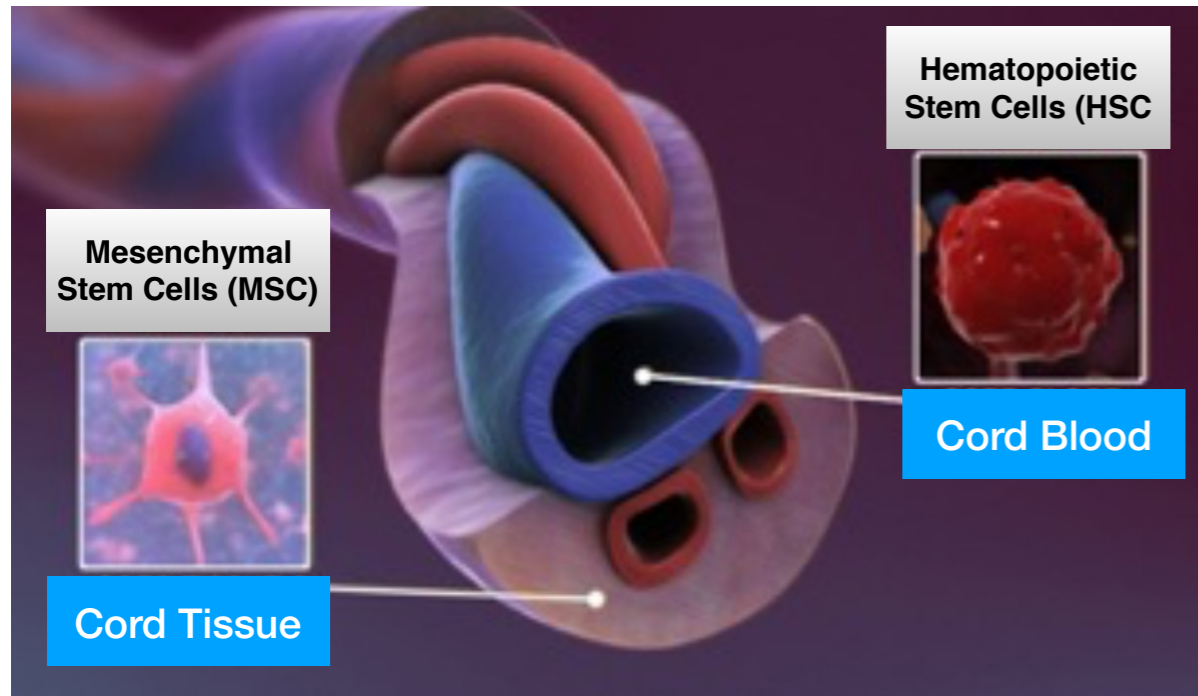 Hematopoietic
Stem Cells (HSC
Mesenchymal
Stem Cells (MSC)
Cord Blood
Cord Tissue